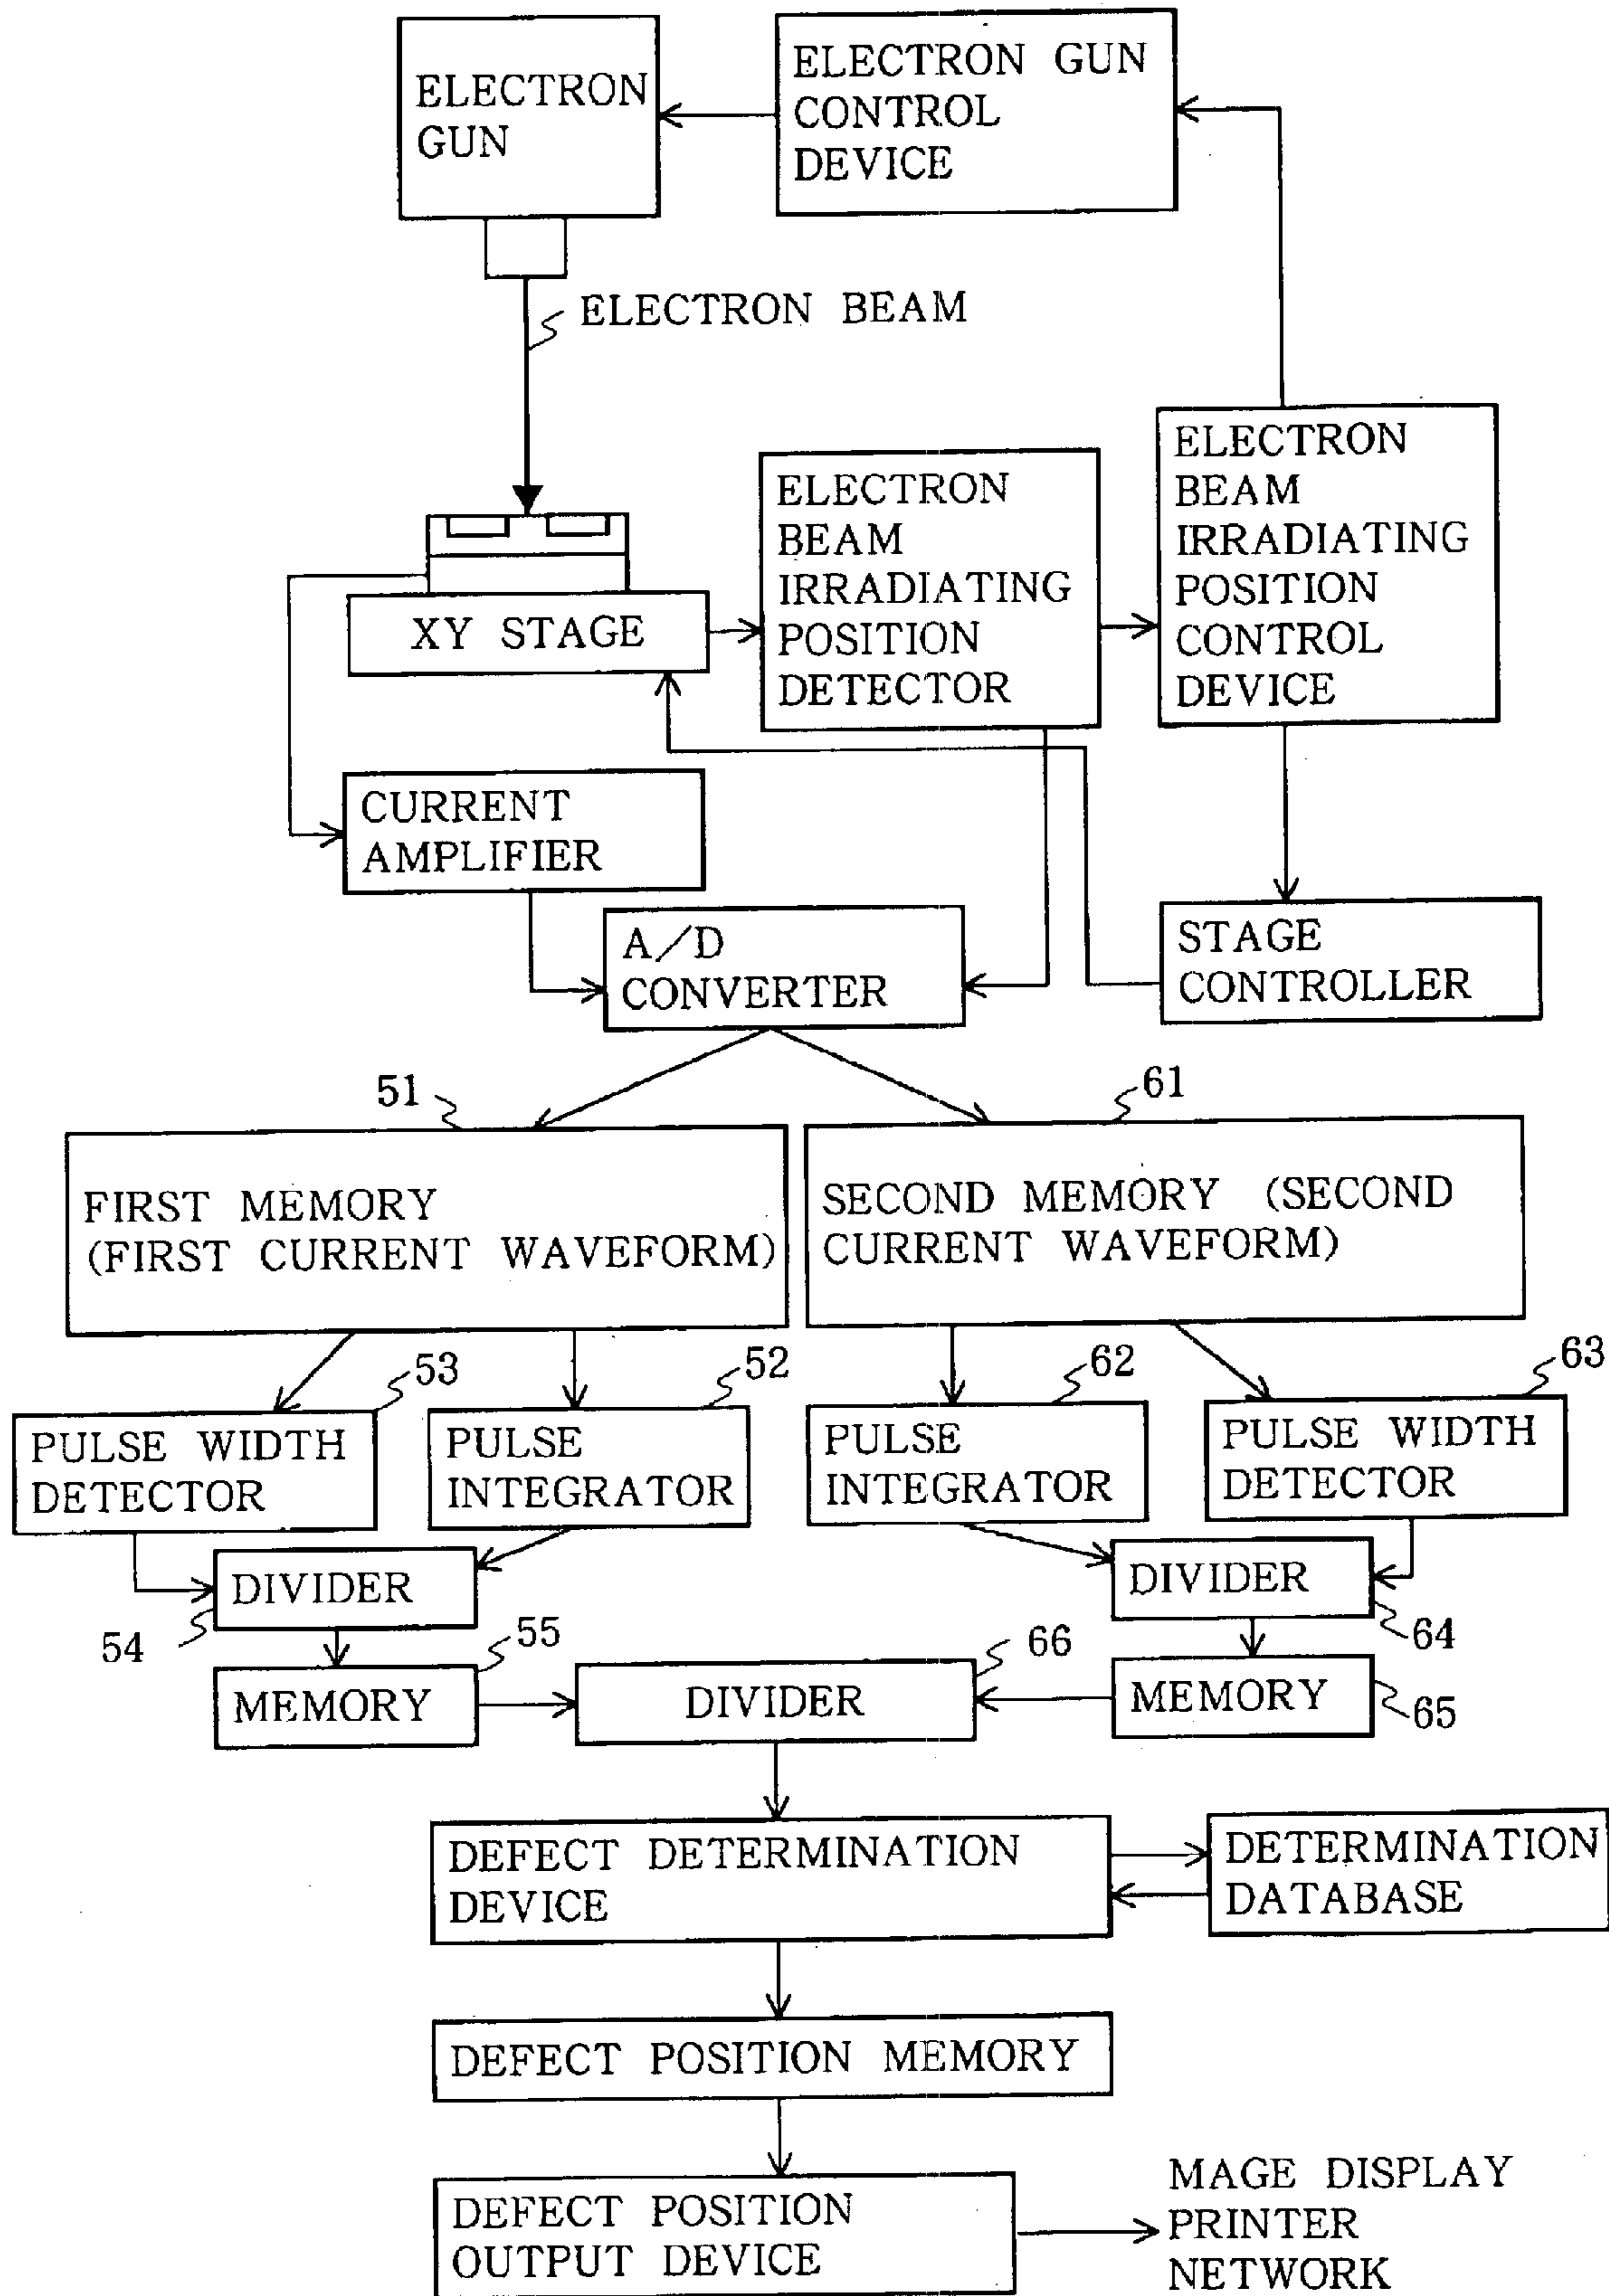 ELECTRON
GUN
ELECTRON GUN
CONTROL
DEVICE
ELECTRON BEAM
ELECTRON
BEAM
IRRADIATING
POSITION
DETECTOR
ELECTRON
BEAM
IRRADIATING
POSITION
CONTROL
DEVICE
XY STAGE
CURRENT
AMPLIFIER
A/D
CONVERTER
STAGE
CONTROLLER
51
61
FIRST MEMORY
(FIRST CURRENT WAVEFORM)
SECOND MEMORY (SECOND
CURRENT WAVEFORM)
53
52
62
63
PULSE WIDTH
DETECTOR
PULSE
INTEGRATOR
PULSE
INTEGRATOR
PULSE WIDTH
DETECTOR
DIVIDER
DIVIDER
54
55
66
64
MEMORY
DIVIDER
MEMORY
65
DEFECT DETERMINATION
DEVICE
DETERMINATION
DATABASE
DEFECT POSITION MEMORY
DEFECT POSITION
OUTPUT DEVICE
MAGE DISPLAY
PRINTER
NETWORK